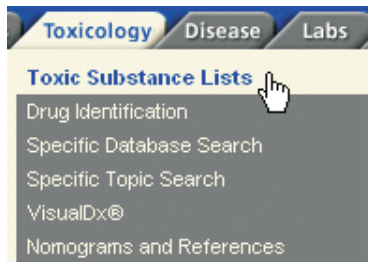 Toxicology Disease Labs
Toxic Substance Lists
Drug Identification
Specific Database Search
Specific Topic Search
VisualDx®
Nomograms and References